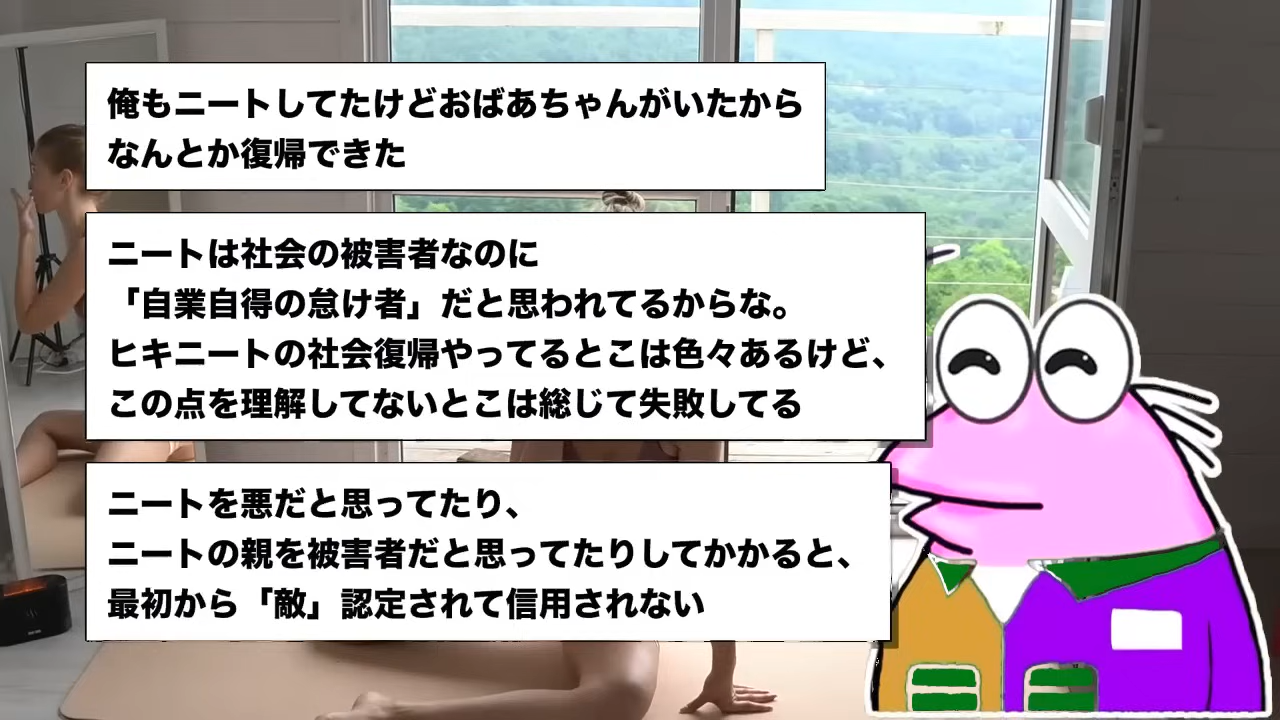 俺もニートしてたけどおばあちゃんがいたから
なんとか復帰できた
ニートは社会の被害者なのに
「自業自得の怠け者」だと思われてるからな。
ヒキニートの社会復帰やってるとこは色々あるけど、
この点を理解してないとこは総じて失敗してる
ニートを悪だと思ってたり、
ニートの親を被害者だと思ってたりしてかかると、
最初から「敵」認定されて信用されない